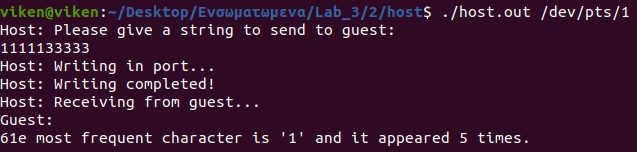 viken@viken:~/Desktop/Ενσωματωμενα/Lab_3/2/host$ ./host.out /dev/pts/1
Host: Please give a string to send to guest:
1111133333
Host: Writing in port...
Host: Writing completed!
Host: Receiving from guest...
Guest:
61e most frequent character is '1' and it appeared 5 times.